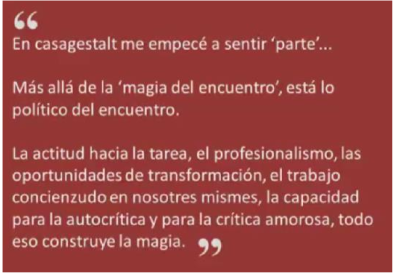 “
En casagestalt me empecé a sentir ‘parte’...
Más allá de la ‘magia del encuentro’, está lo
político del encuentro.
La actitud hacia la tarea, el profesionalismo, las
oportunidades de transformación, el trabajo
concienzudo en nosotres mismes, la capacidad
para la autocrítica y para la crítica amorosa, todo
eso construye la magia. ”